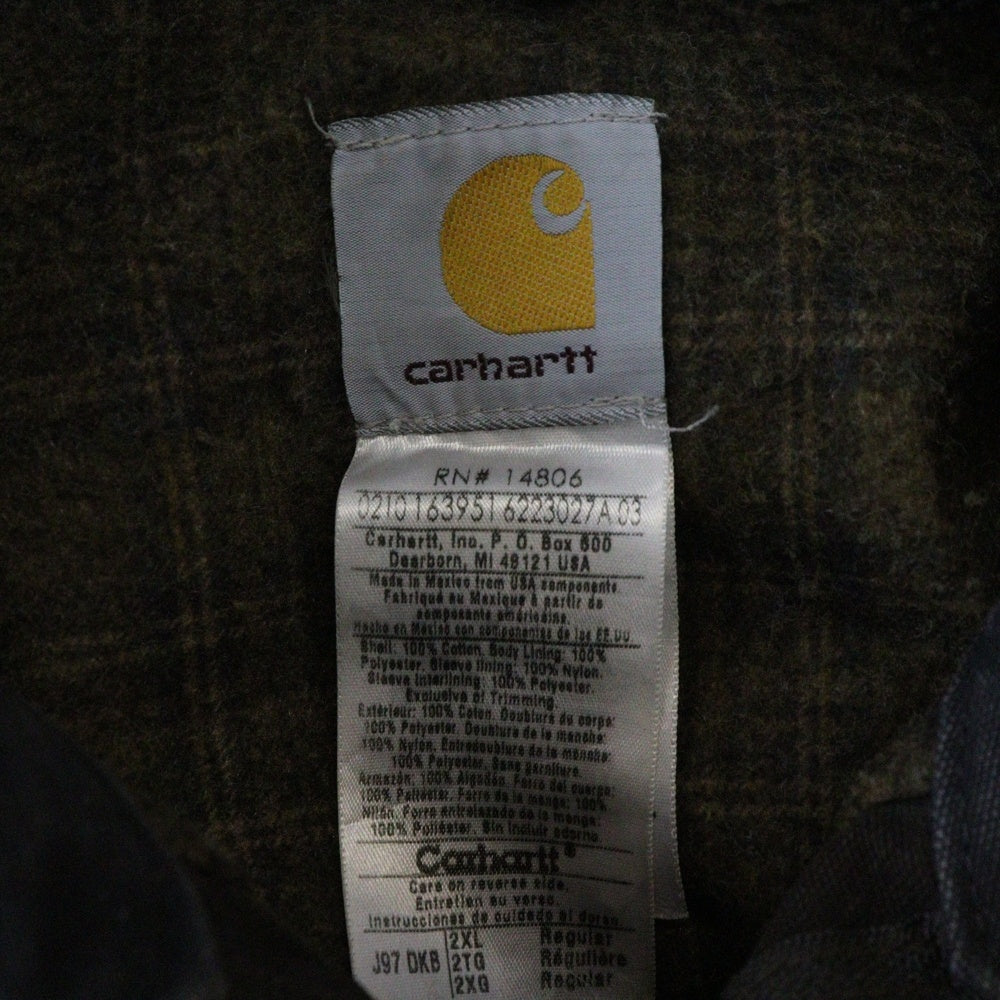 carhartt
RN# 14806
0210163951 6223027A 03
Carhartt, Inc. P. O. Box 600
Dearborn, MI 48121 USA
Made in Mexico from USA components
Fabriqué au Mexique à partir de
composants américains.
Hecho en México con componentes de los EE.UU
Shell: 100% Cotton. Body Lining: 100%
Polyester. Sleeve lining: 100% Nylon.
Sleeve Interlining: 100% Polyester.
Exclusive of Trimming.
Extérieur: 100% Coton. Doublure du corps:
100% Polyester. Doublure de la manche:
100% Nylon. Entredoublure de la manche:
100% Polyester. Sans garniture.
Armazón: 100% Algodón. Forro del cuerpo:
100% Poliéster. Forro de la manga: 100%
Nilón. Forro entrelazado de la manga:
100% Poliéster. Sin incluir adorno.
Carhartt®
Care on reverse side.
Entretien au verso.
Instrucciones de cuidado al dorso.
J97 DKB
2XL Regular
2TG Régulière
2XG Regular